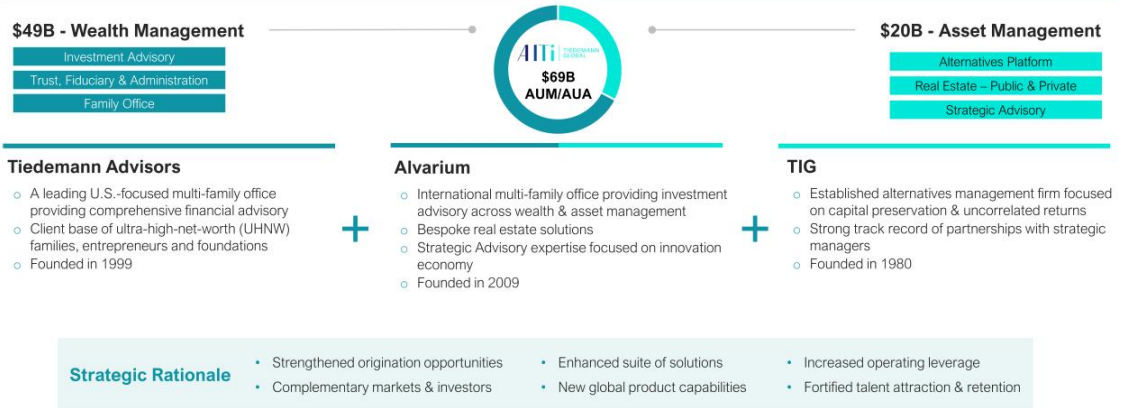 $49B - Wealth Management
Investment Advisory
Trust, Fiduciary & Administration
Family Office
AlTi TIEDEMANN
GLOBAL
$69B
AUM/AUA
$20B - Asset Management
Alternatives Platform
Real Estate – Public & Private
Strategic Advisory
Tiedemann Advisors
o A leading U.S.-focused multi-family office
providing comprehensive financial advisory
o Client base of ultra-high-net-worth (UHNW)
families, entrepreneurs and foundations
o Founded in 1999
+
Alvarium
o International multi-family office providing investment
advisory across wealth & asset management
o Bespoke real estate solutions
o Strategic Advisory expertise focused on innovation
economy
o Founded in 2009
+
TIG
o Established alternatives management firm focused
on capital preservation & uncorrelated returns
o Strong track record of partnerships with strategic
managers
o Founded in 1980
Strategic Rationale
• Strengthened origination opportunities
• Complementary markets & investors
• Enhanced suite of solutions
• New global product capabilities
• Increased operating leverage
• Fortified talent attraction & retention